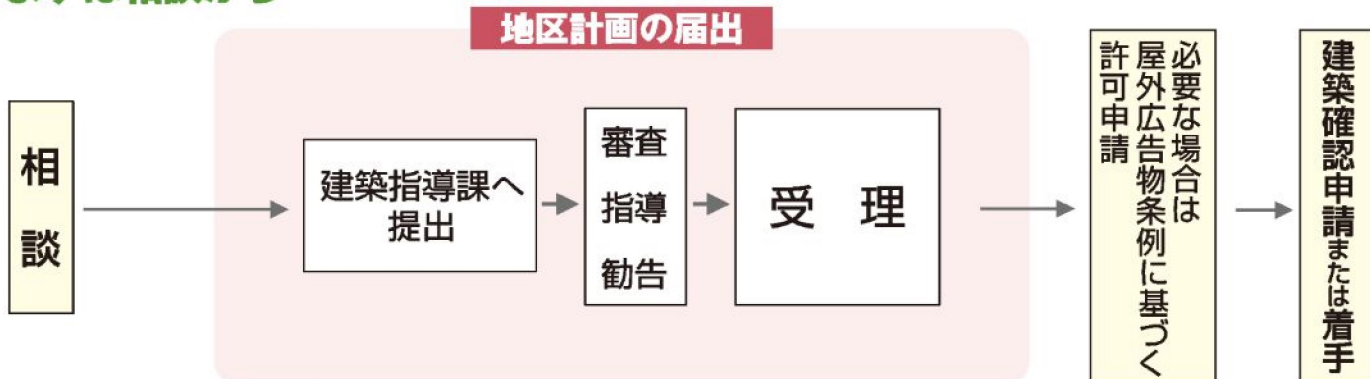 地区計画の届出
相談
建築指導課へ
提出
審査
指導
勧告
受理
必要な場合は
屋外広告物条例に基づく
許可申請
建築確認申請または着手